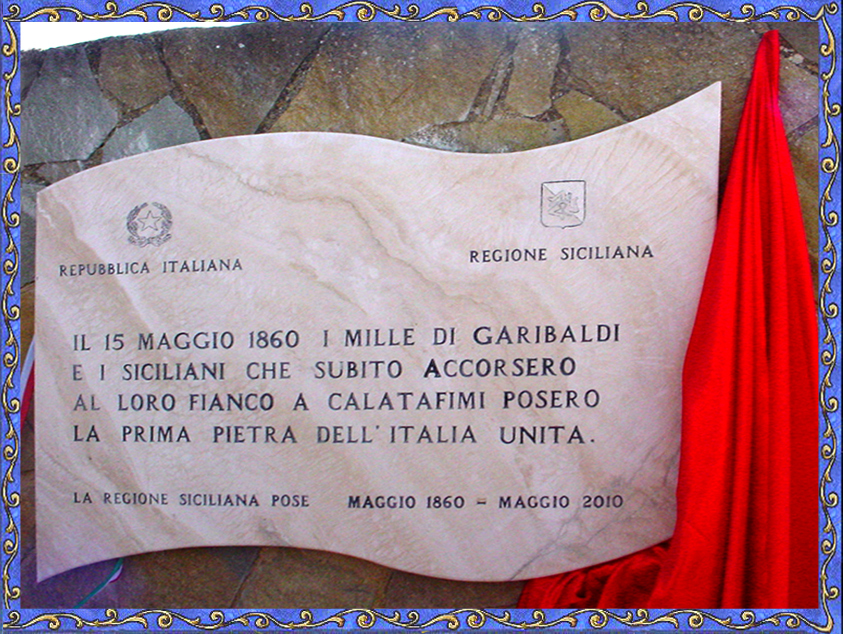 REPUBBLICA ITALIANA
REGIONE SICILIANA
IL 15 MAGGIO 1860 I MILLE DI GARIBALDI
E I SICILIANI CHE SUBITO ACCORSERO
AL LORO FIANCO A CALATAFIMI POSERO
LA PRIMA PIETRA DELL'ITALIA UNITA.
LA REGIONE SICILIANA POSE MAGGIO 1860 - MAGGIO 2010